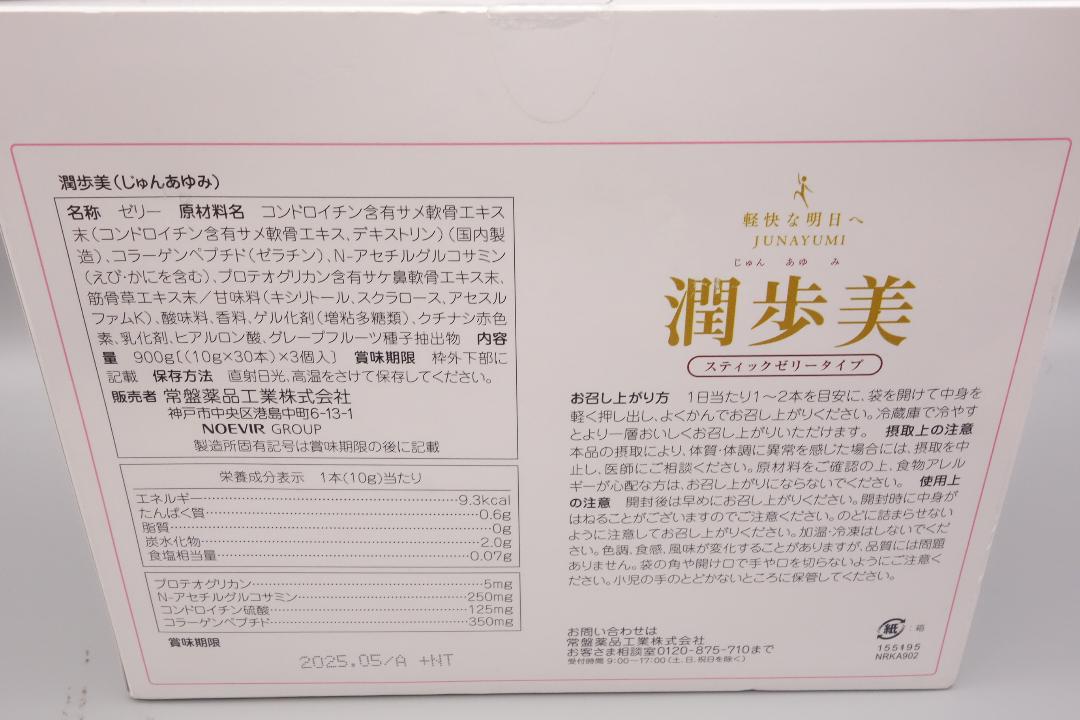 潤歩美(じゅんあゆみ)
名称 ゼリー 原材料名 コンドロイチン含有サメ軟骨エキス
末(コンドロイチン含有サメ軟骨エキス、デキストリン)(国内製
造)、コラーゲンペプチド(ゼラチン)、N-アセチルグルコサミン
(えび・かにを含む)、プロテオグリカン含有サケ鼻軟骨エキス末、
筋骨草エキス末/甘味料(キシリトール、スクラロース、アセスル
ファムK)、酸味料、香料、ゲル化剤(増粘多糖類)、クチナシ赤色
素、乳化剤、ヒアルロン酸、グレープフルーツ種子抽出物 内容
量 900g[(10g×30本)×3個入] 賞味期限 枠外下部に
記載 保存方法 直射日光、高温をさけて保存してください。
販売者 常盤薬品工業株式会社
神戸市中央区港島中町6-13-1
NOEVIR GROUP
製造所固有記号は賞味期限の後に記載
栄養成分表示 1本(10g)当たり
エネルギー 9.3kcal
たんぱく質 0.6g
脂質 0g
炭水化物 2.0g
食塩相当量 0.07g
プロテオグリカン 5mg
N-アセチルグルコサミン 250mg
コンドロイチン硫酸 125mg
コラーゲンペプチド 350mg
賞味期限
2025.05/A +NT
軽快な明日へ
JUNAYUMI
じゅん あゆ み
潤歩美
スティックゼリータイプ
お召し上がり方 1日当たり1〜2本を目安に、袋を開けて中身を
軽く押し出し、よくかんでお召し上がりください。冷蔵庫で冷やす
とより一層おいしくお召し上がりいただけます。 摂取上の注意
本品の摂取により、体質・体調に異常を感じた場合には、摂取を中
止し、医師にご相談ください。原材料をご確認の上、食物アレル
ギーが心配な方は、お召し上がりにならないでください。 使用上
の注意 開封後は早めにお召し上がりください。開封時に中身が
はねることがございますのでご注意ください。のどに詰まらせない
ように注意してお召し上がりください。加温・冷凍はしないでくだ
さい。色調、食感、風味が変化することがありますが、品質には問題
ありません。袋の角や開け口で手や口を切らないようにご注意く
ださい。小児の手のとどかないところに保管してください。
お問い合わせは
常盤薬品工業株式会社
お客さま相談室0120-875-710まで
受付時間 9:00〜17:00(土、日、祝日を除く)
紙 :箱
155195
NRKA902